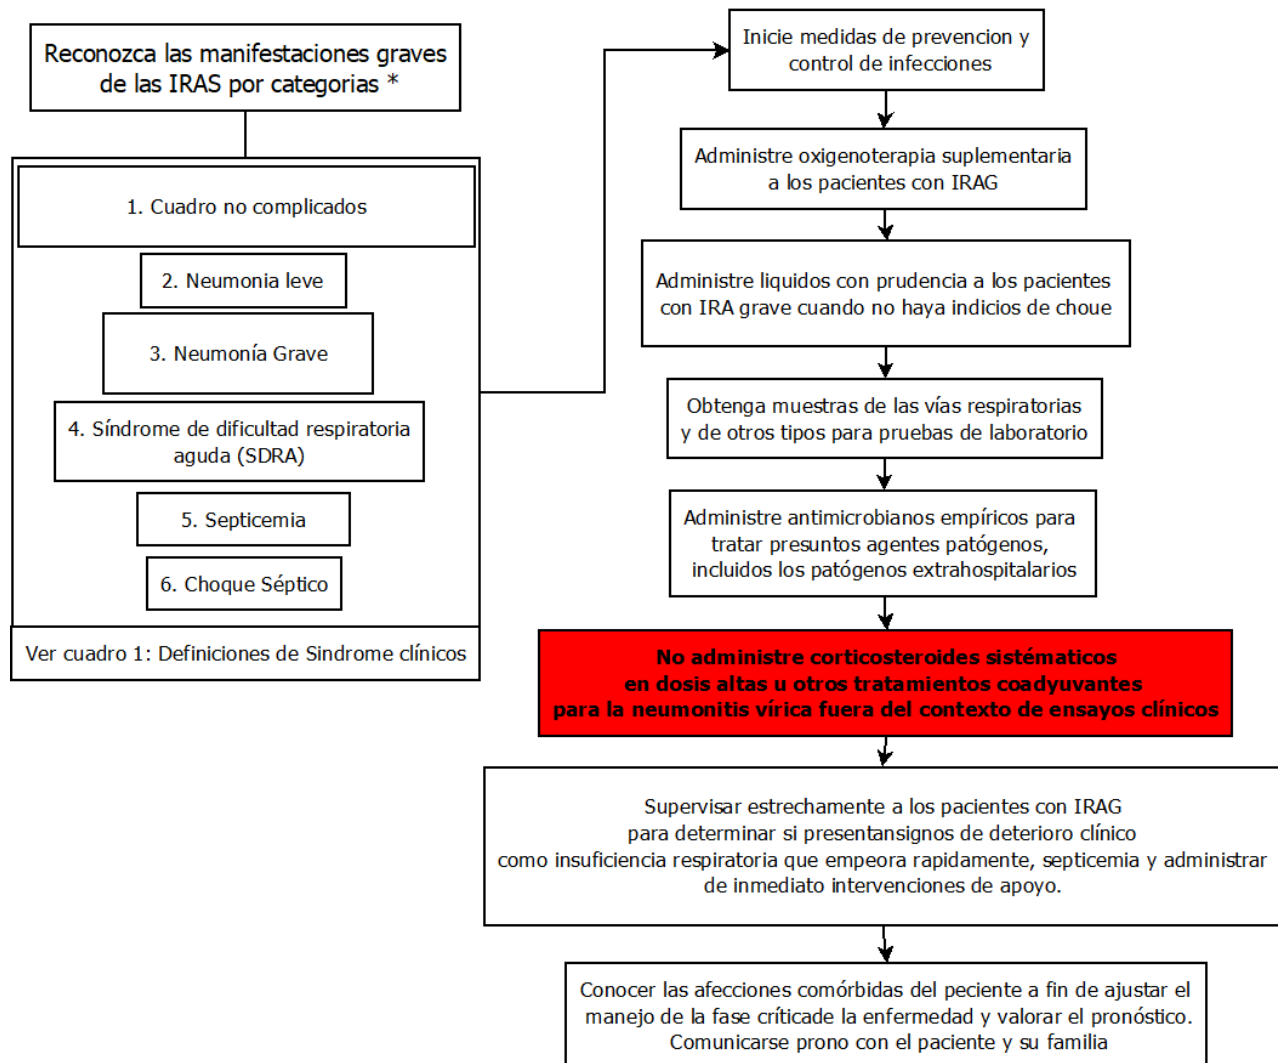 Reconozca las manifestaciones graves
de las IRAS por categorias *
1. Cuadro no complicados
2. Neumonia leve
3. Neumonía Grave
4. Síndrome de dificultad respiratoria
aguda (SDRA)
5. Septicemia
6. Choque Séptico
Ver cuadro 1: Definiciones de Sindrome clínicos
Inicie medidas de prevencion y
control de infecciones
Administre oxigenoterapia suplementaria
a los pacientes con IRAG
Administre liquidos con prudencia a los pacientes
con IRA grave cuando no haya indicios de choue
Obtenga muestras de las vías respiratorias
y de otros tipos para pruebas de laboratorio
Administre antimicrobianos empíricos para
tratar presuntos agentes patógenos,
incluidos los patógenos extrahospitalarios
No administre corticosteroides sistématicos
en dosis altas u otros tratamientos coadyuvantes
para la neumonitis vírica fuera del contexto de ensayos clínicos
Supervisar estrechamente a los pacientes con IRAG
para determinar si presentansignos de deterioro clínico
como insuficiencia respiratoria que empeora rapidamente, septicemia y administrar
de inmediato intervenciones de apoyo.
Conocer las afecciones comórbidas del peciente a fin de ajustar el
manejo de la fase críticade la enfermedad y valorar el pronóstico.
Comunicarse prono con el paciente y su familia